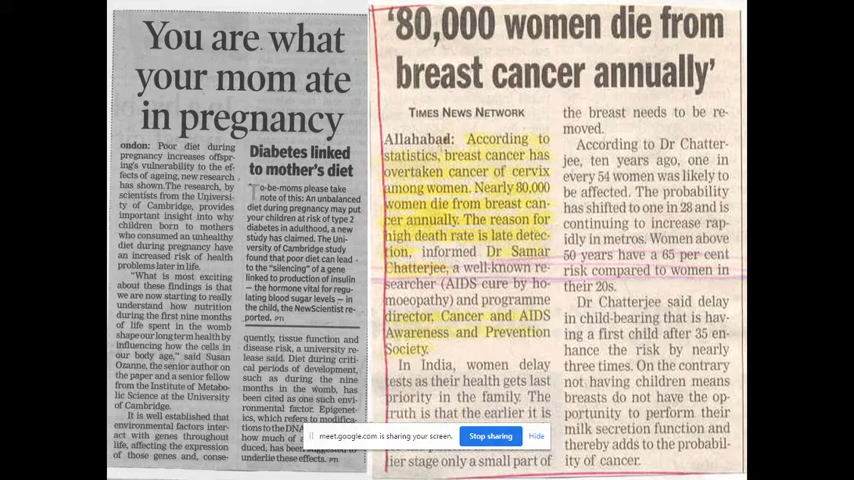 You are what
your mom ate
in pregnancy
ondon: Poor diet during
pregnancy increases offspr-
ing's vulnerability to the ef-
fects of ageing, new research
has shown.The research, by
scientists from the Universi-
ty of Cambridge, provides
important insight into why
children born to mothers
who consumed an unhealthy
diet during pregnancy have
an increased risk of health
problems later in life.
"What is most exciting
about these findings is that
we are now starting to really
understand how nutrition
during the first nine months
of life spent in the womb
shape our long term health by
influencing how the cells in
our body age," said Susan
Ozanne, the senior author on
the paper and a senior fellow
from the Institute of Metabo-
lic Science at the University
of Cambridge.
It is well established that
environmental factors inter-
act with genes throughout
life, affecting the expression
of those genes and, conse-
Diabetes linked
to mother's diet
To-be-moms please take
note of this: An unbalanced
diet during pregnancy may put
your children at risk of type 2
diabetes in adulthood, a new
study has claimed. The Uni-
versity of Cambridge study
found that poor diet can lead
to the "silencing" of a gene
linked to production of insulin
— the hormone vital for regu-
lating blood sugar levels — in
the child, the NewScientist re-
ported. PTI
quently, tissue function and
disease risk, a university re-
lease said. Diet during criti-
cal periods of development,
such as during the nine
months in the womb, has
been cited as one such envi-
ronmental factor. Epigenet-
ics, which refers to modifica-
tions to the DNA
how much of a
duced, has been
underlie these effects. PTI
'80,000 women die from
breast cancer annually'
TIMES NEWS NETWORK
Allahabad: According to
statistics, breast cancer has
overtaken cancer of cervix
among women. Nearly 80,000
women die from breast can-
cer annually. The reason for
high death rate is late detec-
tion, informed Dr Samar
Chatterjee, a well-known re-
searcher (AIDS cure by ho-
moeopathy) and programme
director, Cancer and AIDS
Awareness and Prevention
Society.
In India, women delay
tests as their health gets last
priority in the family. The
truth is that the earlier it is
lier stage only a small part of
the breast needs to be re-
moved.
According to Dr Chatter-
jee, ten years ago, one in
every 54 women was likely to
be affected. The probability
has shifted to one in 28 and is
continuing to increase rap-
idly in metros. Women above
50 years have a 65 per cent
risk compared to women in
their 20s.
Dr Chatterjee said delay
in child-bearing that is hav-
ing a first child after 35 en-
hance the risk by nearly
three times. On the contrary
not having children means
breasts do not have the op-
portunity to perform their
milk secretion function and
thereby adds to the probabil-
ity of cancer.
meet.google.com is sharing your screen.
Stop sharing
Hide